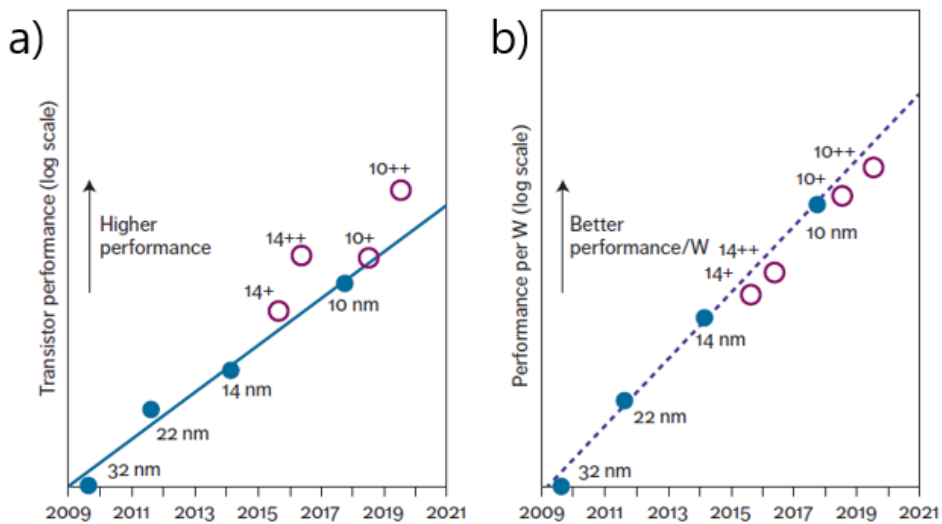 a)
Transistor performance (log scale)
Higher
performance
10++
14++
10+
14+
10 nm
14 nm
22 nm
32 nm
2009 2011 2013 2015 2017 2019 2021
b)
Performance per W (log scale)
Better
performance/W
10++
10+
10 nm
14++
14+
14 nm
22 nm
32 nm
2009 2011 2013 2015 2017 2019 2021